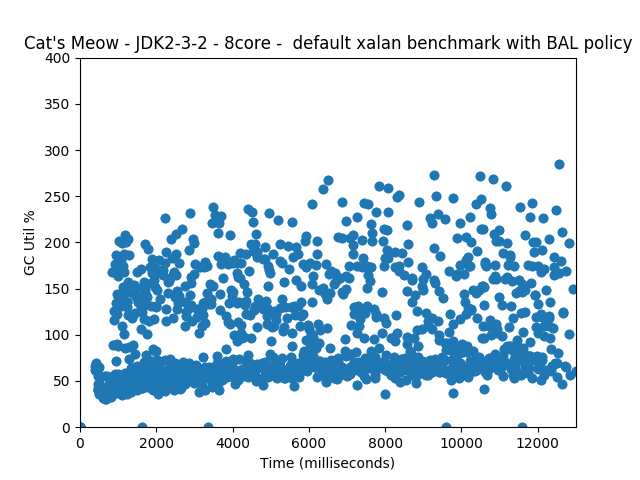 Cat's Meow - JDK2-3-2 - 8core -  default xalan benchmark with BAL policy
400
350
300
250
200
150
100
50
0
GC Util %
0 2000 4000 6000 8000 10000 12000
Time (milliseconds)